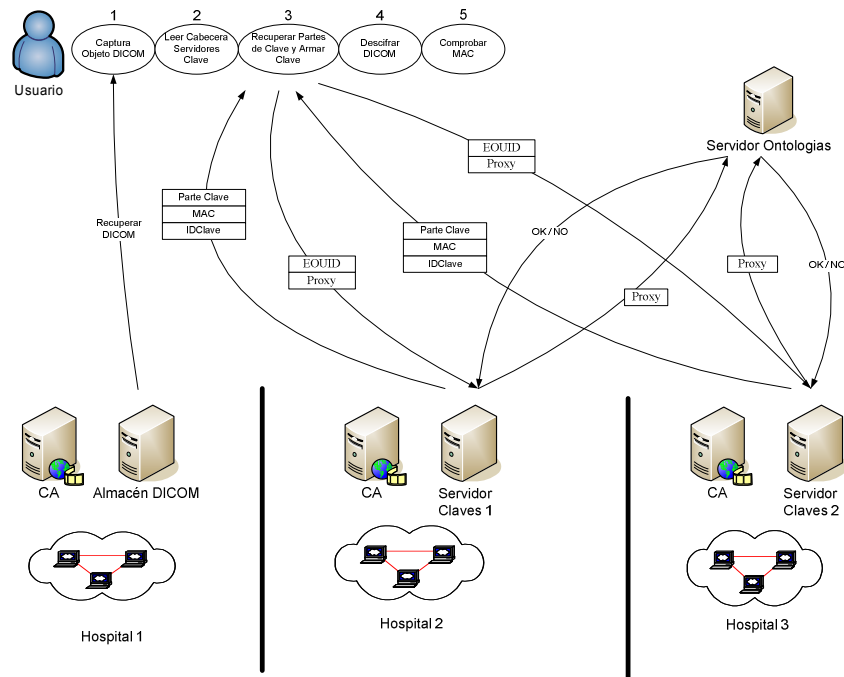 1
2
3
4
5
Captura
Objeto DICOM
Leer Cabecera
Servidores
Clave
Recuperar Partes
de Clave y Armar
Clave
Descifrar
DICOM
Comprobar
MAC
Usuario
Servidor Ontologias
EOUID
Proxy
Parte Clave
MAC
IDClave
Recuperar
DICOM
Parte Clave
MAC
IDClave
OK/NO
EOUID
Proxy
Proxy
OK/NO
Proxy
CA
Almacén DICOM
CA
Servidor
Claves 1
CA
Servidor
Claves 2
Hospital 1
Hospital 2
Hospital 3